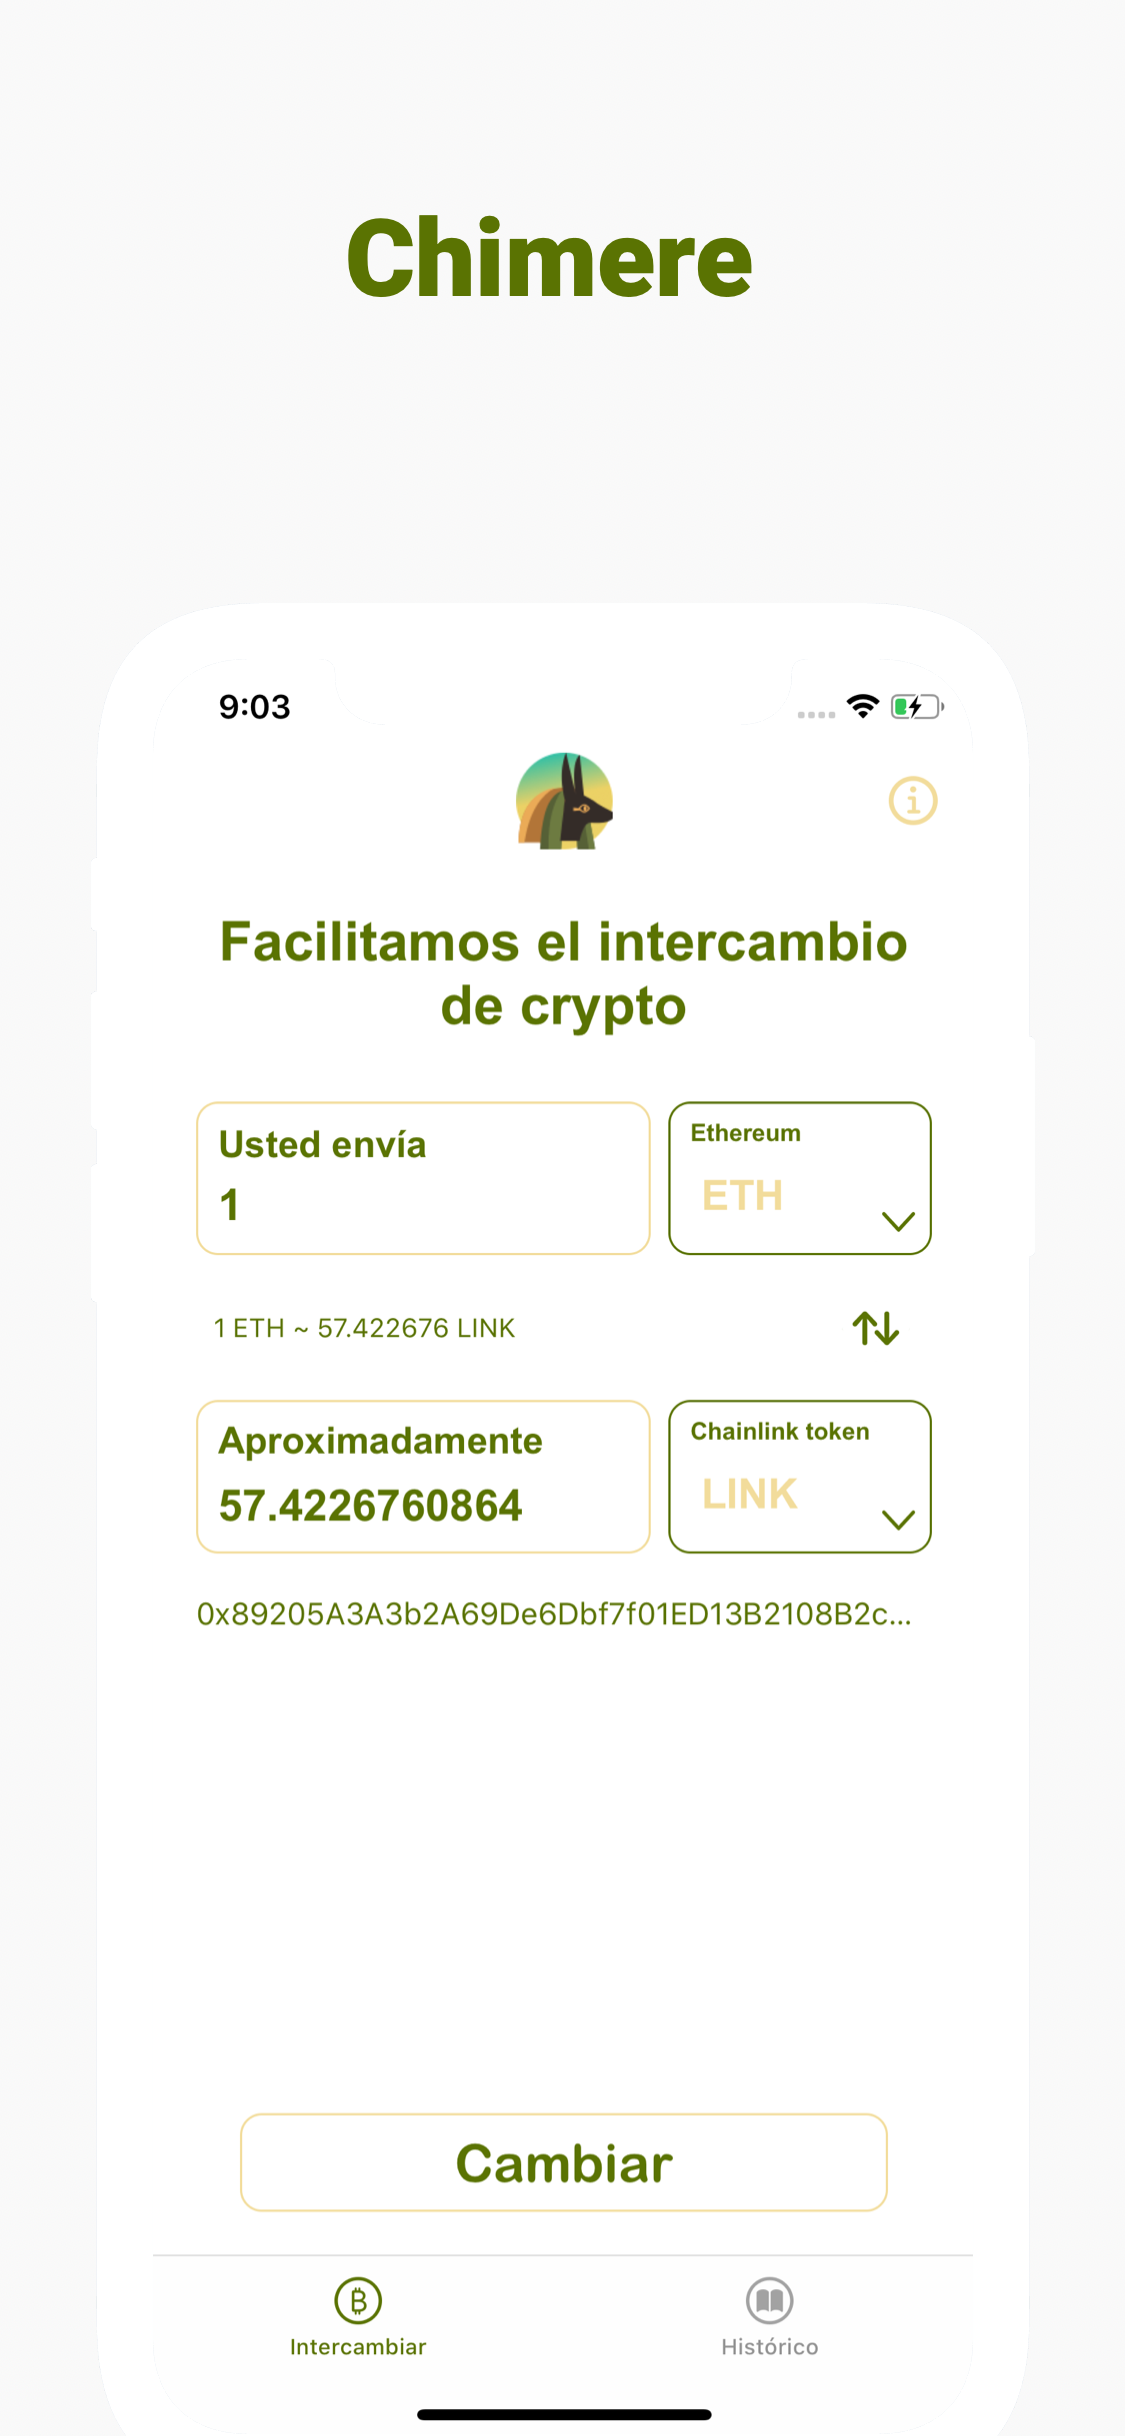 Chimere
9:03
Facilitamos el intercambio
de crypto
Usted envía
1
Ethereum
ETH
1 ETH ~ 57.422676 LINK
Aproximadamente
57.4226760864
Chainlink token
LINK
0x89205A3A3b2A69De6Dbf7f01ED13B2108B2c...
Cambiar
Intercambiar
Histórico